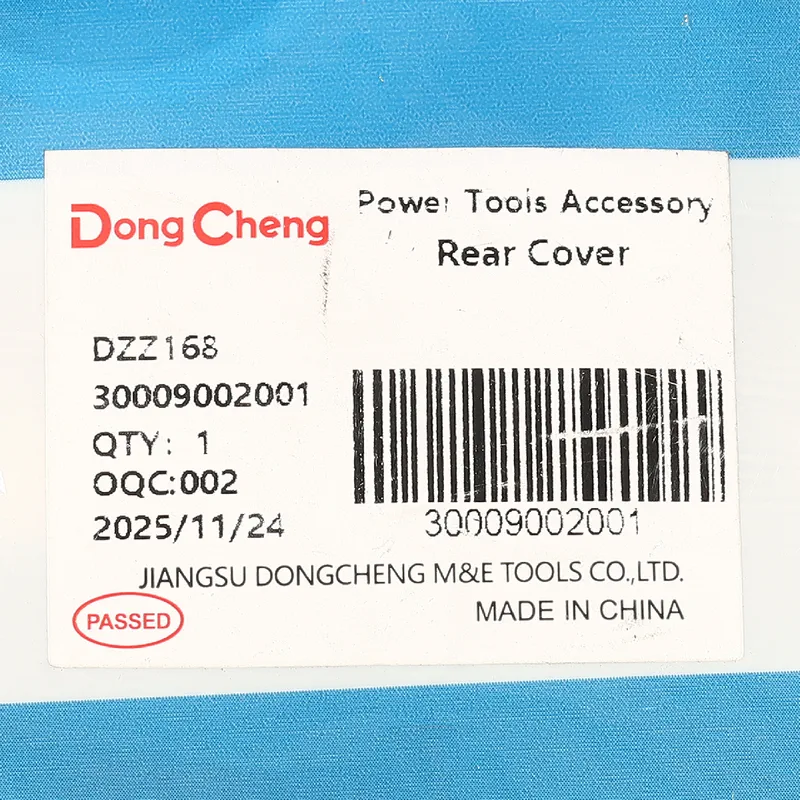 Dong Cheng
Power Tools Accessory
Rear Cover
DZZ168
30009002001
QTY: 1
OQC:002
2025/11/24
30009002001
JIANGSU DONGCHENG M&E TOOLS CO.,LTD.
PASSED
MADE IN CHINA